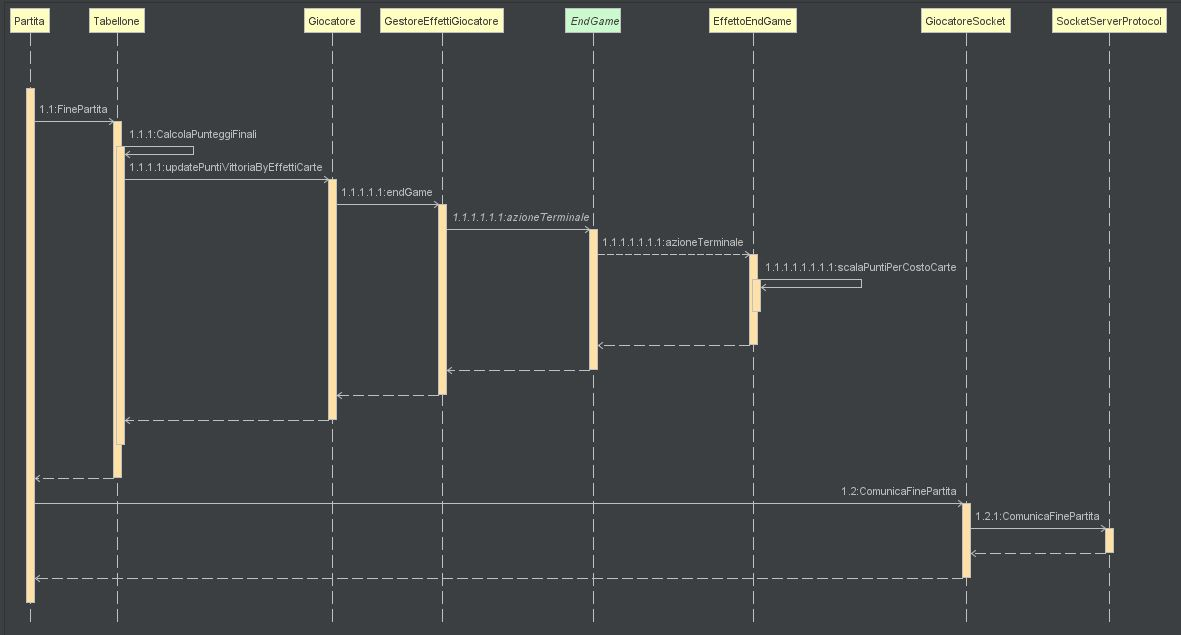 Partita
Tabellone
Giocatore
GestoreEffettiGiocatore
EndGame
EffettoEndGame
GiocatoreSocket
SocketServerProtocol
1.1:FinePartita
1.1.1:CalcolaPunteggiFinali
1.1.1.1:updatePuntiVittoriaByEffettiCarte
1.1.1.1.1:endGame
1.1.1.1.1.1:azioneTerminale
1.1.1.1.1.1.1:azioneTerminale
1.1.1.1.1.1.1.1:scalaPuntiPerCostoCarte
1.2:ComunicaFinePartita
1.2.1:ComunicaFinePartita